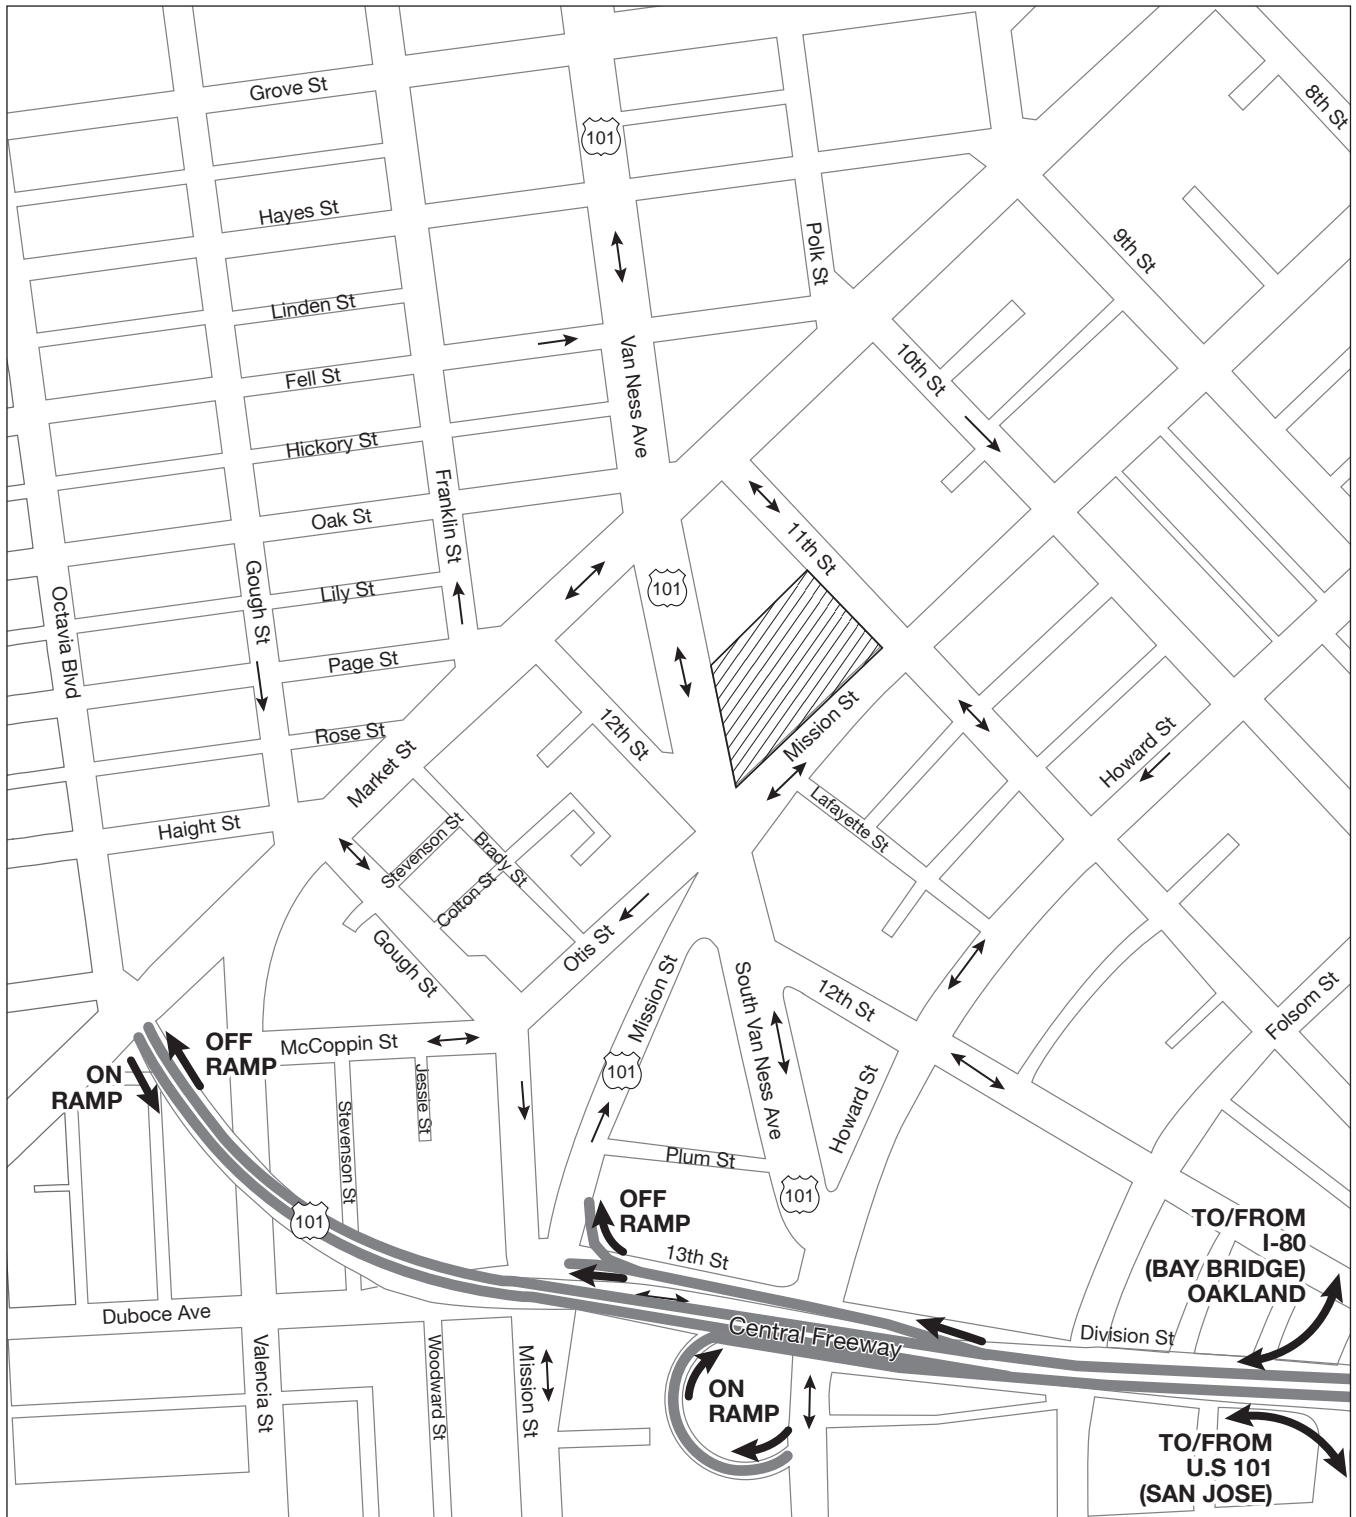 Grove St
8th St
101
Hayes St
Polk St
9th St
Linden St
Van Ness Ave
10th St
Fell St
Hickory St
Franklin St
Oak St
11th St
Gough St
101
Octavia Blvd
Lily St
Page St
Rose St
12th St
Mission St
Market St
Howard St
Haight St
Stevenson St
Brady St
Lafayette St
Colton St
Gough St
Otis St
Mission St
South Van Ness Ave
12th St
Folsom St
OFF
RAMP
McCoppin St
ON
RAMP
Jessie St
Stevenson St
101
Howard St
Plum St
101
101
OFF
RAMP
13th St
TO/FROM
I-80
(BAY BRIDGE)
OAKLAND
Duboce Ave
Central Freeway
Division St
Valencia St
Woodward St
Mission St
ON
RAMP
TO/FROM
U.S 101
(SAN JOSE)